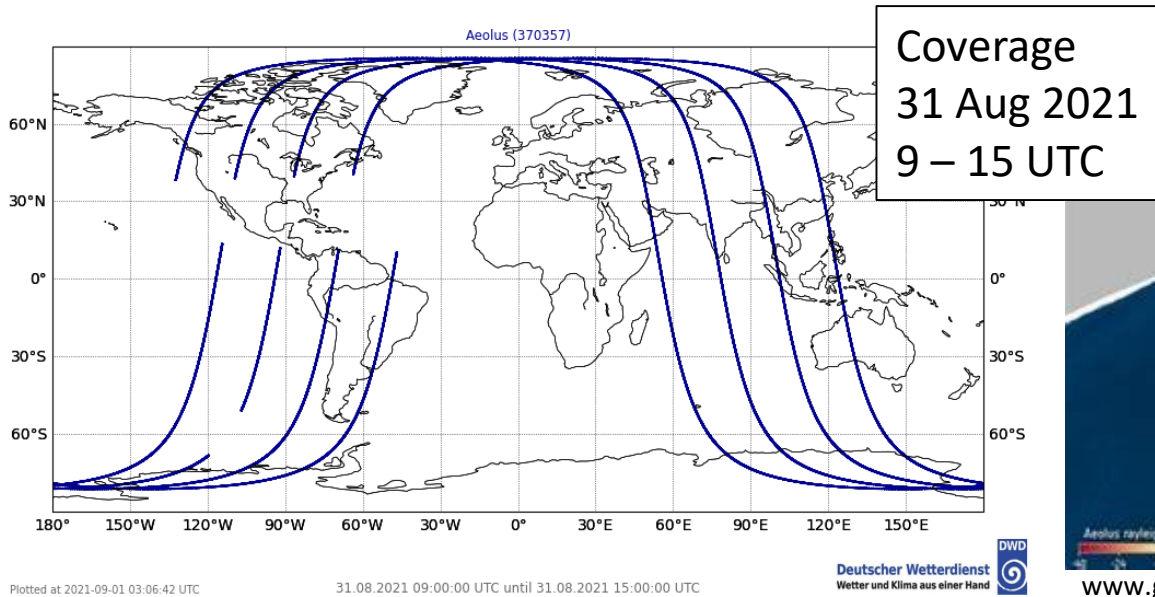 Aeolus (370357)
Coverage
31 Aug 2021
9 – 15 UTC
60°N
30°N
0°
0°
30°S
30°S
60°S
60°S
180° 150°W 120°W 90°W 60°W 30°W 0° 30°E 60°E 90°E 120°E 150°E
Plotted at 2021-09-01 03:06:42 UTC
31.08.2021 09:00:00 UTC until 31.08.2021 15:00:00 UTC
Deutscher Wetterdienst
Wetter und Klima aus einer Hand
DWD
Aeolus rayleig
www.g